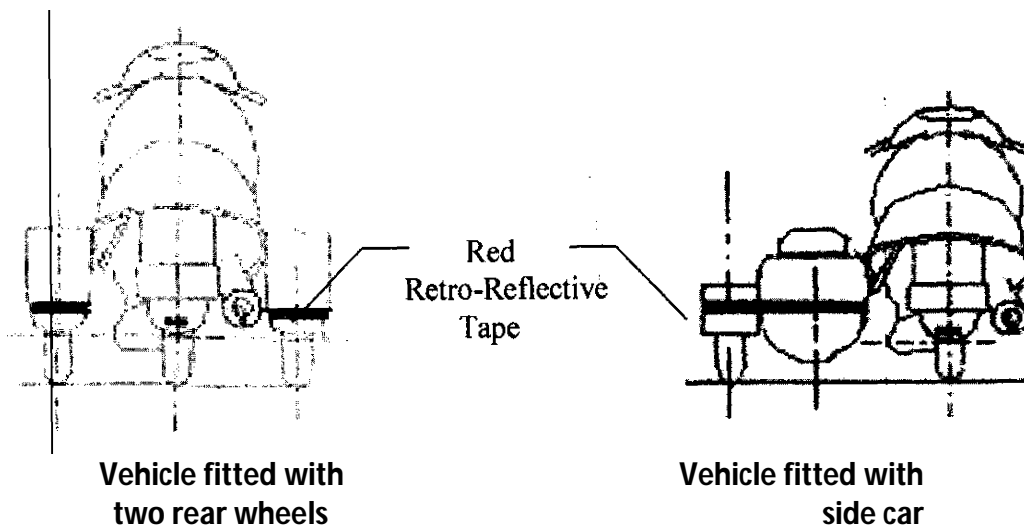 Red
Retro-Reflective
Tape
Vehicle fitted with
two rear wheels
Vehicle fitted with
side car